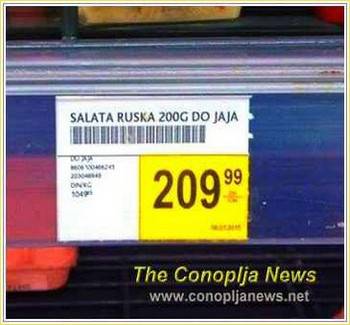 SALATA RUSKA 200G DO JAJA
DO JAJA
DIN/KG
209 99
The Conoplja News
www.conopljanews.net